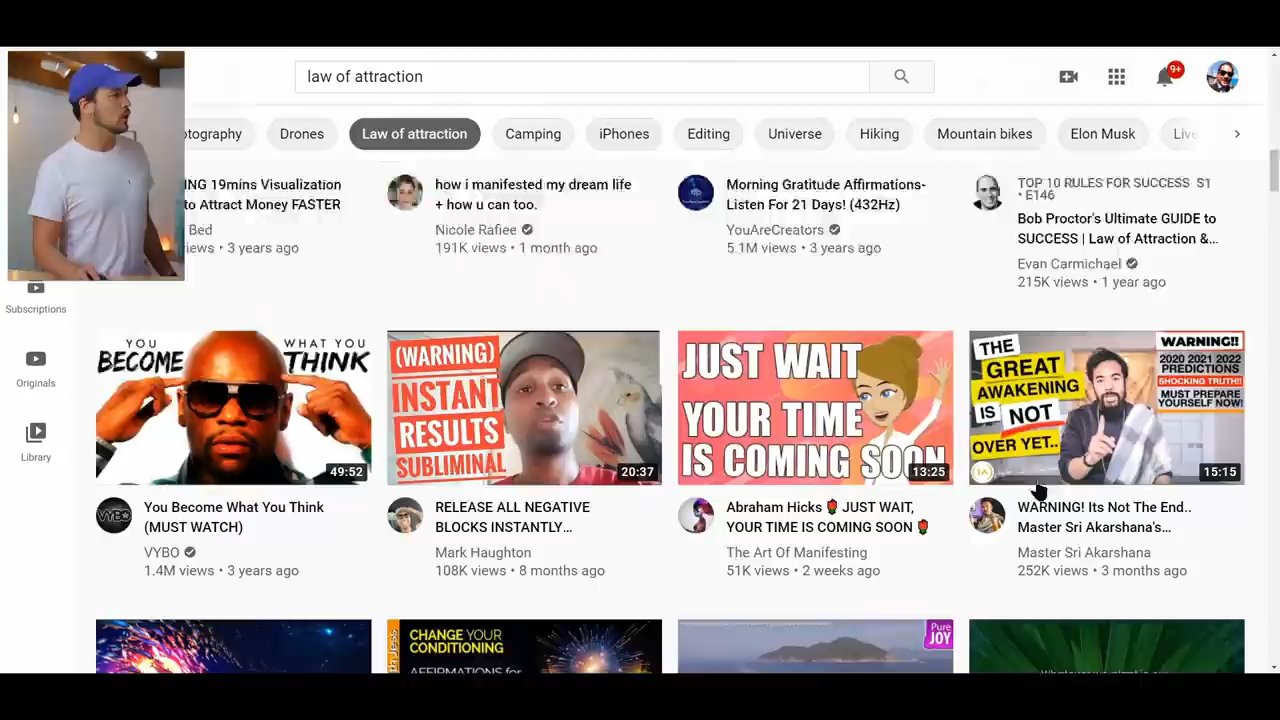 law of attraction
9+
otography
Drones
Law of attraction
Camping
iPhones
Editing
Universe
Hiking
Mountain bikes
Elon Musk
Live
ING 19mins Visualization
to Attract Money FASTER
Bed
iews • 3 years ago
how i manifested my dream life
+ how u can too.
Nicole Rafiee
191K views • 1 month ago
Morning Gratitude Affirmations-
Listen For 21 Days! (432Hz)
YouAreCreators
5.1M views • 3 years ago
TOP 10 RULES FOR SUCCESS S1
• E146
Bob Proctor's Ultimate GUIDE to
SUCCESS | Law of Attraction &...
Evan Carmichael
215K views • 1 year ago
Subscriptions
Originals
Library
YOU
BECOME
WHAT YOU
THINK
49:52
You Become What You Think
(MUST WATCH)
VYBO
VYBO
1.4M views • 3 years ago
(WARNING)
INSTANT
RESULTS
SUBLIMINAL
20:37
RELEASE ALL NEGATIVE
BLOCKS INSTANTLY...
Mark Haughton
108K views • 8 months ago
JUST WAIT
YOUR TIME
IS COMING SOON
13:25
Abraham Hicks🌹JUST WAIT,
YOUR TIME IS COMING SOON🌹
The Art Of Manifesting
51K views • 2 weeks ago
THE
GREAT
AWAKENING
IS NOT
OVER YET..
WARNING!!
2020 2021 2022
PREDICTIONS
SHOCKING TRUTH!!
MUST PREPARE
YOURSELF NOW!
15:15
WARNING! Its Not The End..
Master Sri Akarshana's...
Master Sri Akarshana
252K views • 3 months ago
CHANGE YOUR
CONDITIONING
AFFIRMATIONS for
th Jess
Pure
JOY